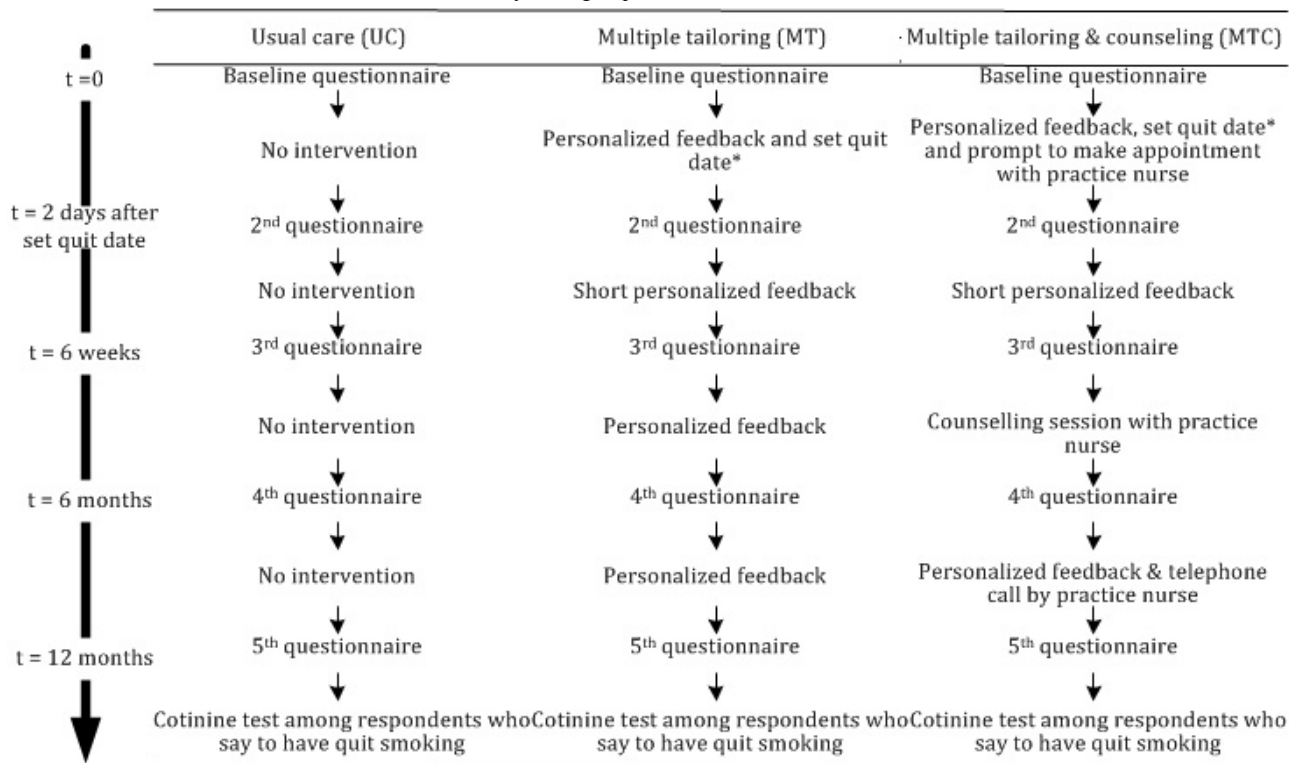 Usual care (UC) Multiple tailoring (MT) Multiple tailoring & counseling (MTC)
t =0 Baseline questionnaire Baseline questionnaire Baseline questionnaire
No intervention
Personalized feedback and set quit
date*
Personalized feedback, set quit date*
and prompt to make appointment
with practice nurse
t = 2 days after
set quit date
2nd questionnaire 2nd questionnaire 2nd questionnaire
No intervention Short personalized feedback Short personalized feedback
t = 6 weeks 3rd questionnaire 3rd questionnaire 3rd questionnaire
No intervention Personalized feedback
Counselling session with practice
nurse
t = 6 months 4th questionnaire 4th questionnaire 4th questionnaire
No intervention Personalized feedback
Personalized feedback & telephone
call by practice nurse
t = 12 months 5th questionnaire 5th questionnaire 5th questionnaire
Cotinine test among respondents who
say to have quit smoking
Cotinine test among respondents who
say to have quit smoking
Cotinine test among respondents who
say to have quit smoking